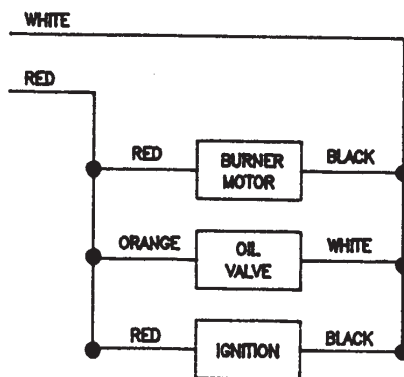 WHITE
RED
RED BURNER MOTOR BLACK
ORANGE OIL VALVE WHITE
RED IGNITION BLACK